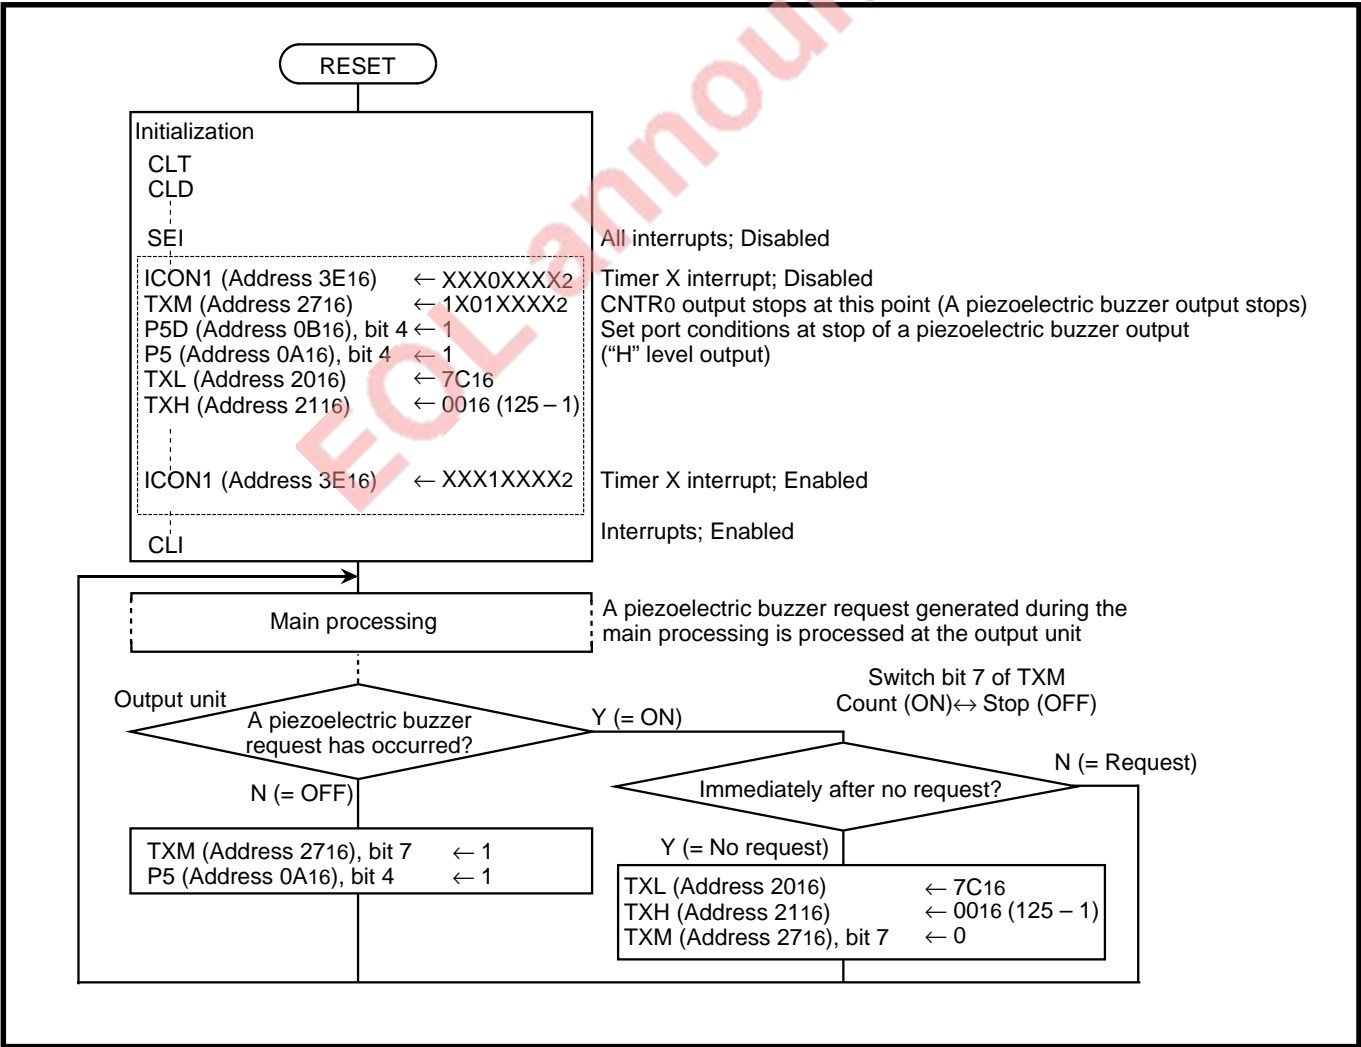 EOL announ
RESET
Initialization
CLT
CLD
SEI
All interrupts; Disabled
ICON1 (Address 3E16) ← XXX0XXXX2 Timer X interrupt; Disabled
TXM (Address 2716) ← 1X01XXXX2 CNTR0 output stops at this point (A piezoelectric buzzer output stops)
P5D (Address 0B16), bit 4 ← 1 Set port conditions at stop of a piezoelectric buzzer output
P5 (Address 0A16), bit 4 ← 1 (“H” level output)
TXL (Address 2016) ← 7C16
TXH (Address 2116) ← 0016 (125 – 1)
ICON1 (Address 3E16) ← XXX1XXXX2 Timer X interrupt; Enabled
Interrupts; Enabled
CLI
Main processing
A piezoelectric buzzer request generated during the
main processing is processed at the output unit
Switch bit 7 of TXM
Count (ON)↔ Stop (OFF)
Output unit
A piezoelectric buzzer
request has occurred?
Y (= ON)
N (= OFF)
Immediately after no request?
N (= Request)
Y (= No request)
TXM (Address 2716), bit 7 ← 1
P5 (Address 0A16), bit 4 ← 1
TXL (Address 2016) ← 7C16
TXH (Address 2116) ← 0016 (125 – 1)
TXM (Address 2716), bit 7 ← 0